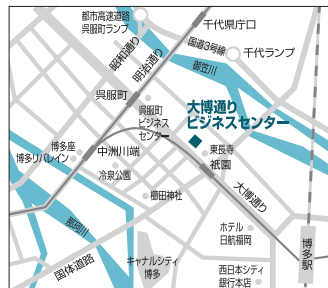 都市高速道路
呉服町ランプ
千代県庁口
国道3号線
千代ランプ
昭和通り
明治通り
御笠川
呉服町
呉服町
ビジネス
センター
大博通り
ビジネスセンター
博多座
博多リバレイン
中洲川端
冷泉公園
東長寺
祇園
櫛田神社
大博通り
那珂川
国体道路
キャナルシティ
博多
ホテル
日航福岡
西日本シティ
銀行本店
博多駅